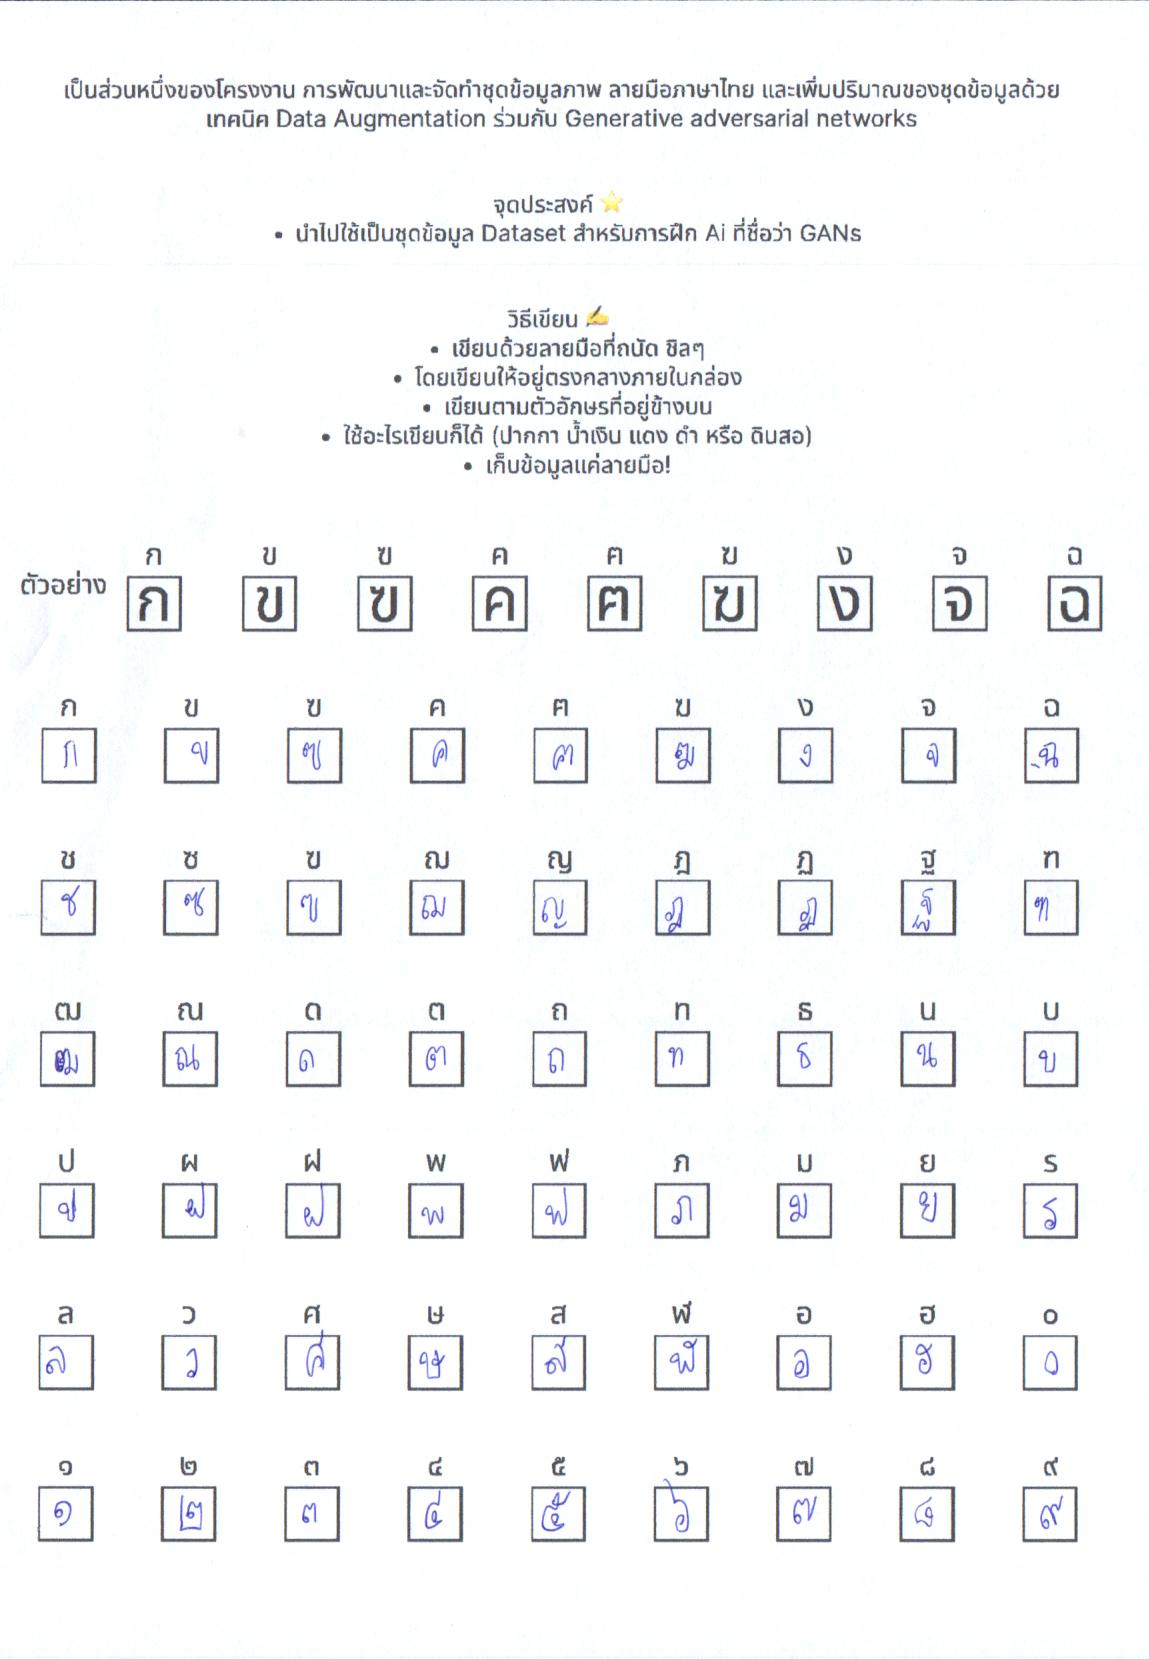 เป็นส่วนหนึ่งของโครงงาน การพัฒนาและจัดทำชุดข้อมูลภาพ ลายมือภาษาไทย และเพิ่มปริมาณของชุดข้อมูลด้วย
เทคนิค Data Augmentation ร่วมกับ Generative adversarial networks
จุดประสงค์ ⭐
• นำไปใช้เป็นชุดข้อมูล Dataset สำหรับการฝึก Ai ที่ชื่อว่า GANs
วิธีเขียน ✍️
• เขียนด้วยลายมือที่ถนัด ชิลๆ
• โดยเขียนให้อยู่ตรงกลางภายในกล่อง
• เขียนตามตัวอักษรที่อยู่ข้างบน
• ใช้อะไรเขียนก็ได้ (ปากกา น้ำเงิน แดง ดำ หรือ ดินสอ)
• เก็บข้อมูลแค่ลายมือ!
ก ข ฃ ค ฅ ฆ ง จ ฉ
ตัวอย่าง ก ข ฃ ค ฅ ฆ ง จ ฉ
ก ข ฃ ค ฅ ฆ ง จ ฉ
ก ข ฃ ค ฅ ฆ ง จ ฉ
ช ซ ฃ ฌ ญ ฎ ฏ ฐ ฑ
ช ซ ฃ ฌ ญ ฎ ฏ ฐ ฑ
ฒ ณ ด ต ถ ท ธ น บ
ฒ ณ ด ต ถ ท ธ น บ
ป ผ ฝ พ ฟ ภ ม ย ร
ป ฝ ฝ พ ฟ ภ ม ย ร
ล ว ศ ษ ส ฬ อ ฮ ๐
ล ว ศ ษ ส ฬ อ ฮ ๐
๑ ๒ ๓ ๔ ๕ ๖ ๗ ๘ ๙
๑ ๒ ๓ ๔ ๕ ๖ ๗ ๘ ๙